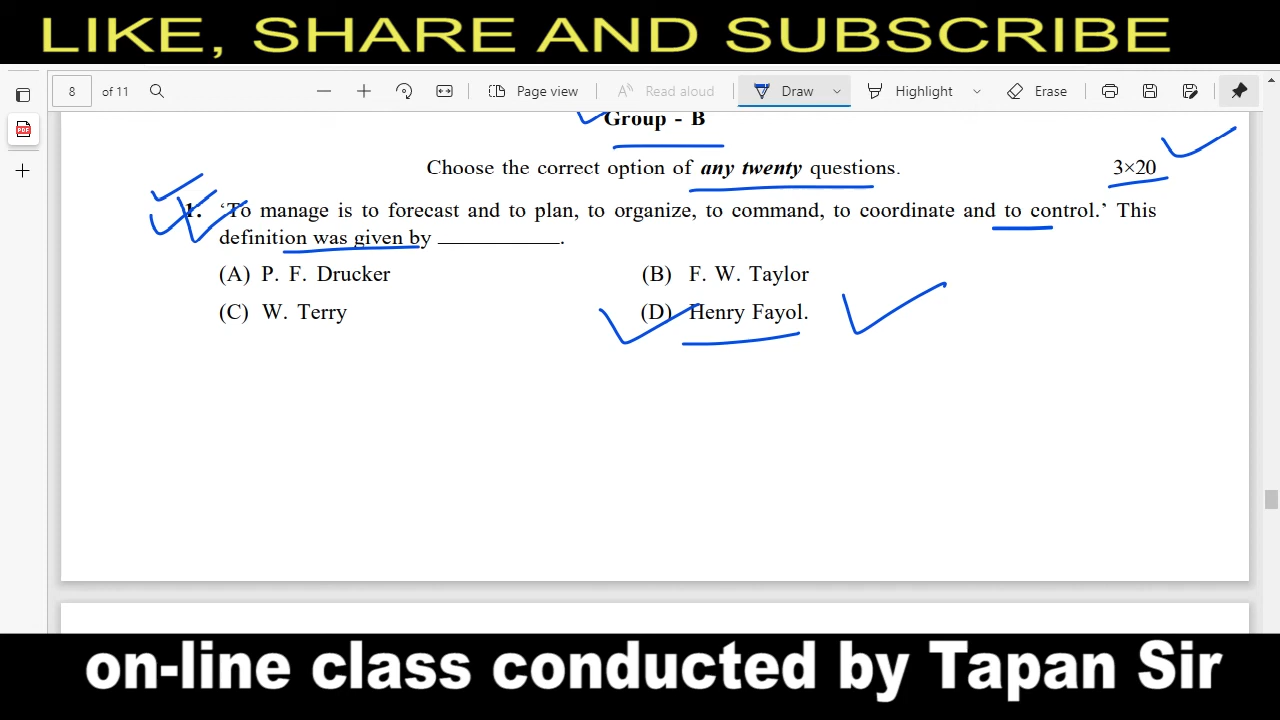 LIKE, SHARE AND SUBSCRIBE
8 of 11 Page view Read aloud Draw Highlight Erase
Group - B
Choose the correct option of any twenty questions. 3×20
1. ‘To manage is to forecast and to plan, to organize, to command, to coordinate and to control.’ This
definition was given by ___________.
(A) P. F. Drucker (B) F. W. Taylor
(C) W. Terry (D) Henry Fayol.
on-line class conducted by Tapan Sir